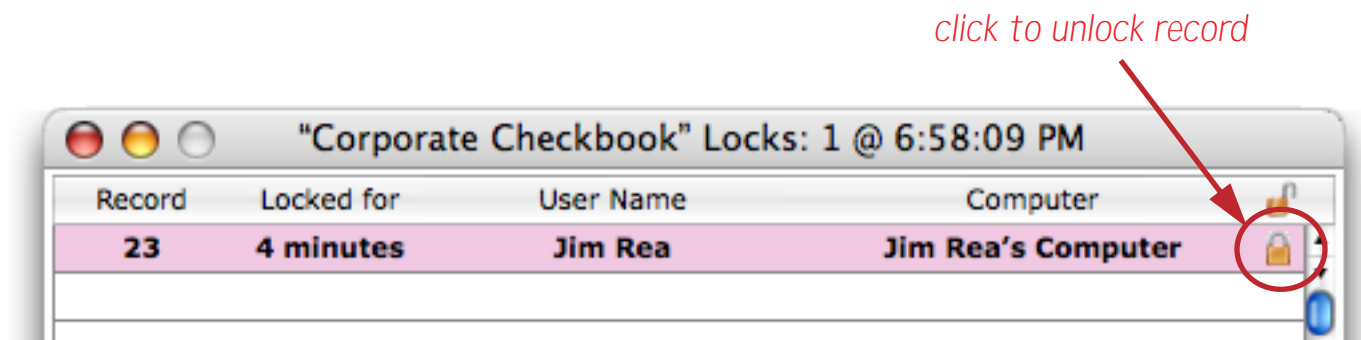 click to unlock record
“Corporate Checkbook” Locks: 1 @ 6:58:09 PM
Record Locked for User Name Computer
23 4 minutes Jim Rea Jim Rea’s Computer